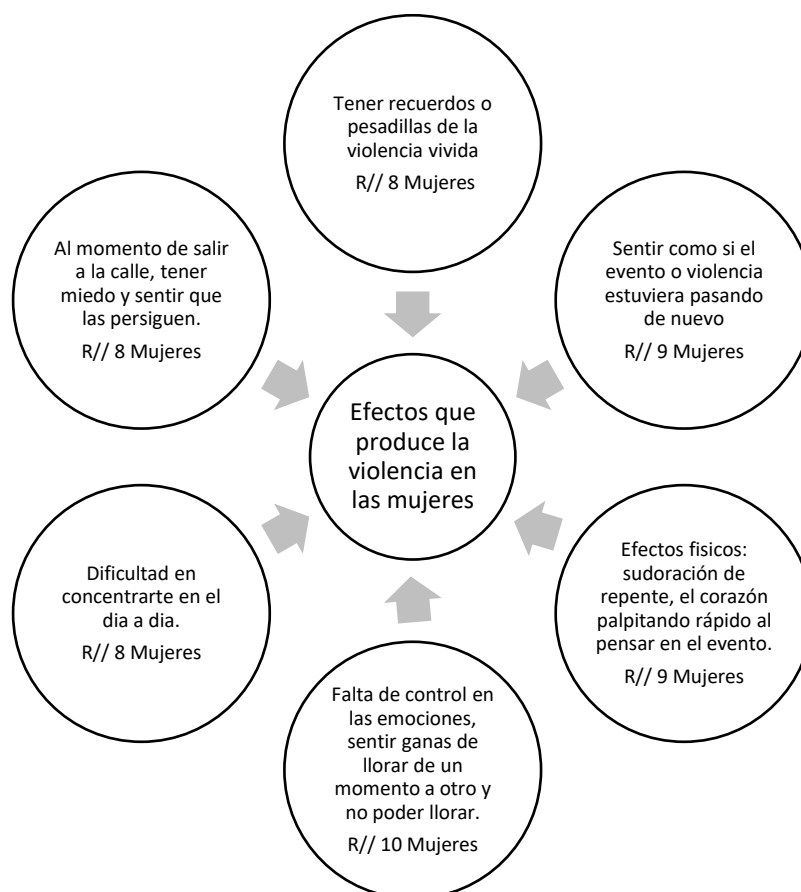 Tener recuerdos o
pesadillas de la
violencia vivida
R// 8 Mujeres
Al momento de salir
a la calle, tener
miedo y sentir que
las persiguen.
R// 8 Mujeres
Sentir como si el
evento o violencia
estuviera pasando
de nuevo
R// 9 Mujeres
Efectos que
produce la
violencia en
las mujeres
Dificultad en
concentrarte en el
dia a dia.
R// 8 Mujeres
Efectos fisicos:
sudoración de
repente, el corazón
palpitando rápido al
pensar en el evento.
R// 9 Mujeres
Falta de control en
las emociones,
sentir ganas de
llorar de un
momento a otro y
no poder llorar.
R// 10 Mujeres